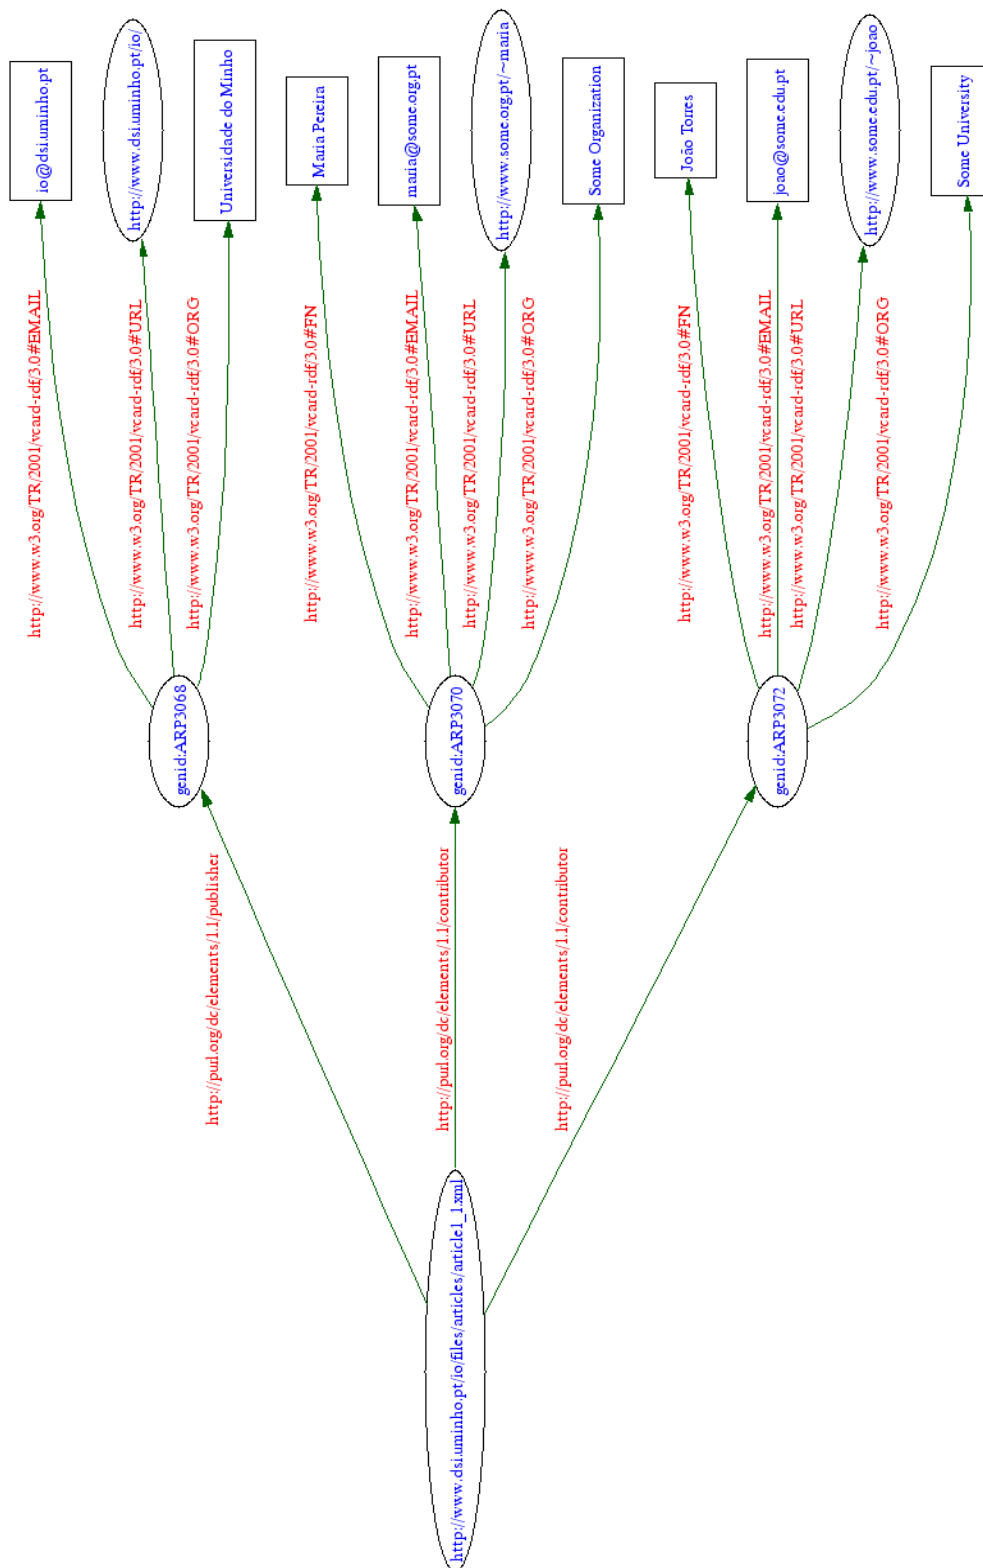 io@dsi.uminho.pt
http://www.dsi.uminho.pt/io/
Universidade do Minho
Maria Pereira
maria@some.org.pt
http://www.some.org.pt/~maria
Some Organization
João Torres
joao@some.edu.pt
http://www.some.edu.pt/~joao
Some University
http://www.w3.org/TR/2001/vcard-rdf/3.0#EMAIL
http://www.w3.org/TR/2001/vcard-rdf/3.0#URL
http://www.w3.org/TR/2001/vcard-rdf/3.0#ORG
http://www.w3.org/TR/2001/vcard-rdf/3.0#FN
http://www.w3.org/TR/2001/vcard-rdf/3.0#EMAIL
http://www.w3.org/TR/2001/vcard-rdf/3.0#URL
http://www.w3.org/TR/2001/vcard-rdf/3.0#ORG
http://www.w3.org/TR/2001/vcard-rdf/3.0#FN
http://www.w3.org/TR/2001/vcard-rdf/3.0#EMAIL
http://www.w3.org/TR/2001/vcard-rdf/3.0#URL
http://www.w3.org/TR/2001/vcard-rdf/3.0#ORG
genid:ARP3068
genid:ARP3070
genid:ARP3072
http://purl.org/dc/elements/1.1/publisher
http://purl.org/dc/elements/1.1/contributor
http://purl.org/dc/elements/1.1/contributor
http://www.dsi.uminho.pt/io/files/articles/article1_1.xml